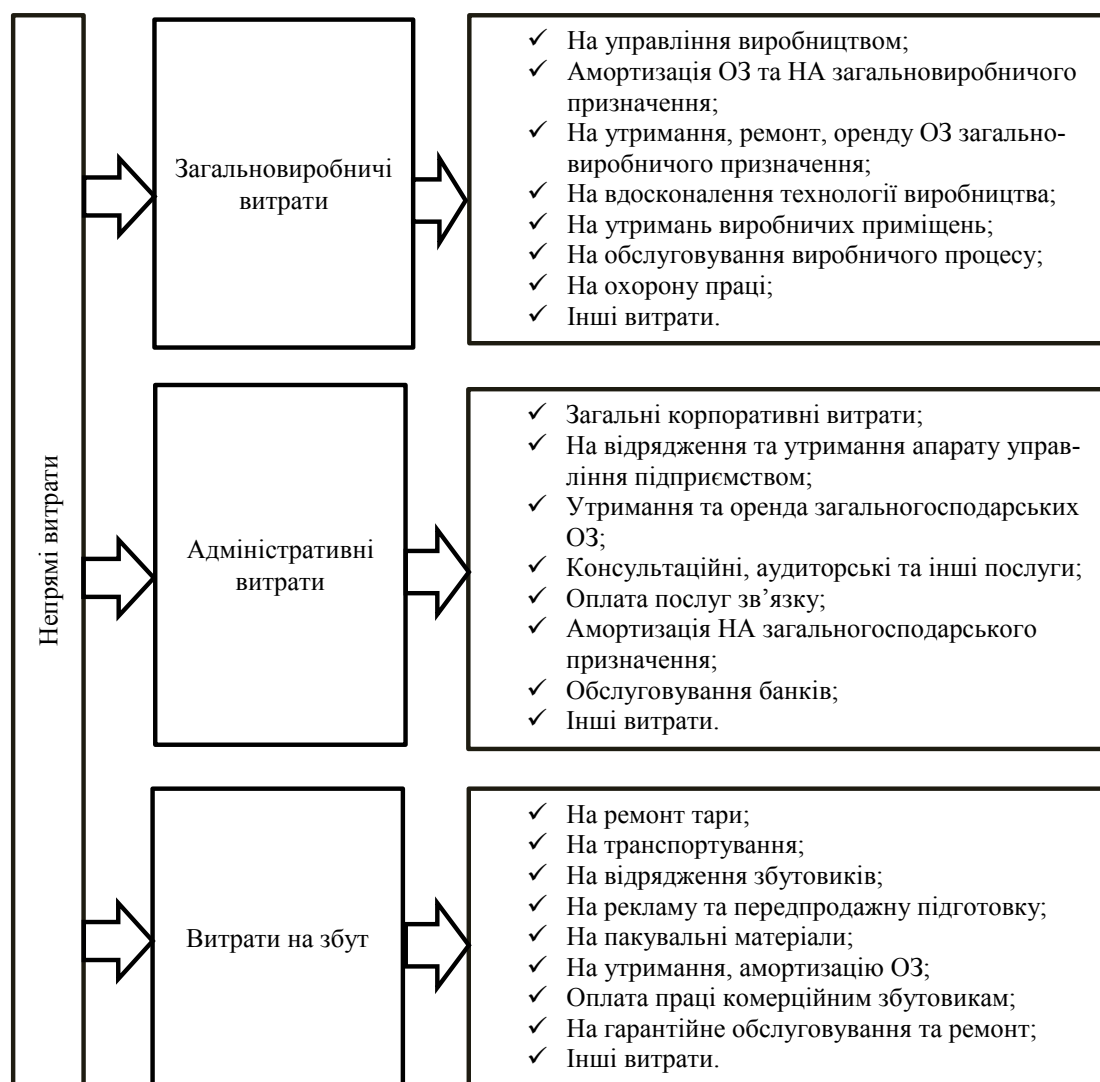 Непрямі витрати
Загальновиробничі
витрати
✓ На управління виробництвом;
✓ Амортизація ОЗ та НА загальновиробничого
призначення;
✓ На утримання, ремонт, оренду ОЗ загально-
виробничого призначення;
✓ На вдосконалення технології виробництва;
✓ На утримань виробничих приміщень;
✓ На обслуговування виробничого процесу;
✓ На охорону праці;
✓ Інші витрати.
Адміністративні
витрати
✓ Загальні корпоративні витрати;
✓ На відрядження та утримання апарату управ-
ління підприємством;
✓ Утримання та оренда загальногосподарських
ОЗ;
✓ Консультаційні, аудиторські та інші послуги;
✓ Оплата послуг зв’язку;
✓ Амортизація НА загальногосподарського
призначення;
✓ Обслуговування банків;
✓ Інші витрати.
Витрати на збут
✓ На ремонт тари;
✓ На транспортування;
✓ На відрядження збутовиків;
✓ На рекламу та передпродажну підготовку;
✓ На пакувальні матеріали;
✓ На утримання, амортизацію ОЗ;
✓ Оплата праці комерційним збутовикам;
✓ На гарантійне обслуговування та ремонт;
✓ Інші витрати.